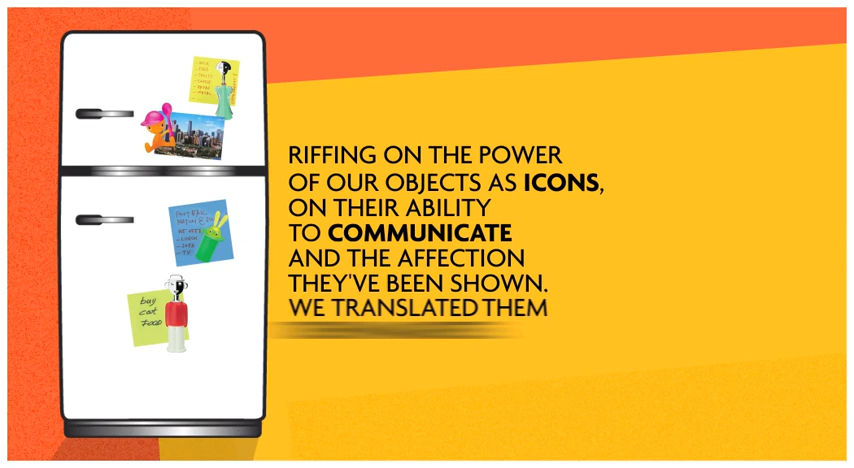 RIFFING ON THE POWER
OF OUR OBJECTS AS ICONS,
ON THEIR ABILITY
TO COMMUNICATE
AND THE AFFECTION
THEY'VE BEEN SHOWN.
WE TRANSLATED THEM
buy
cat
FOOD